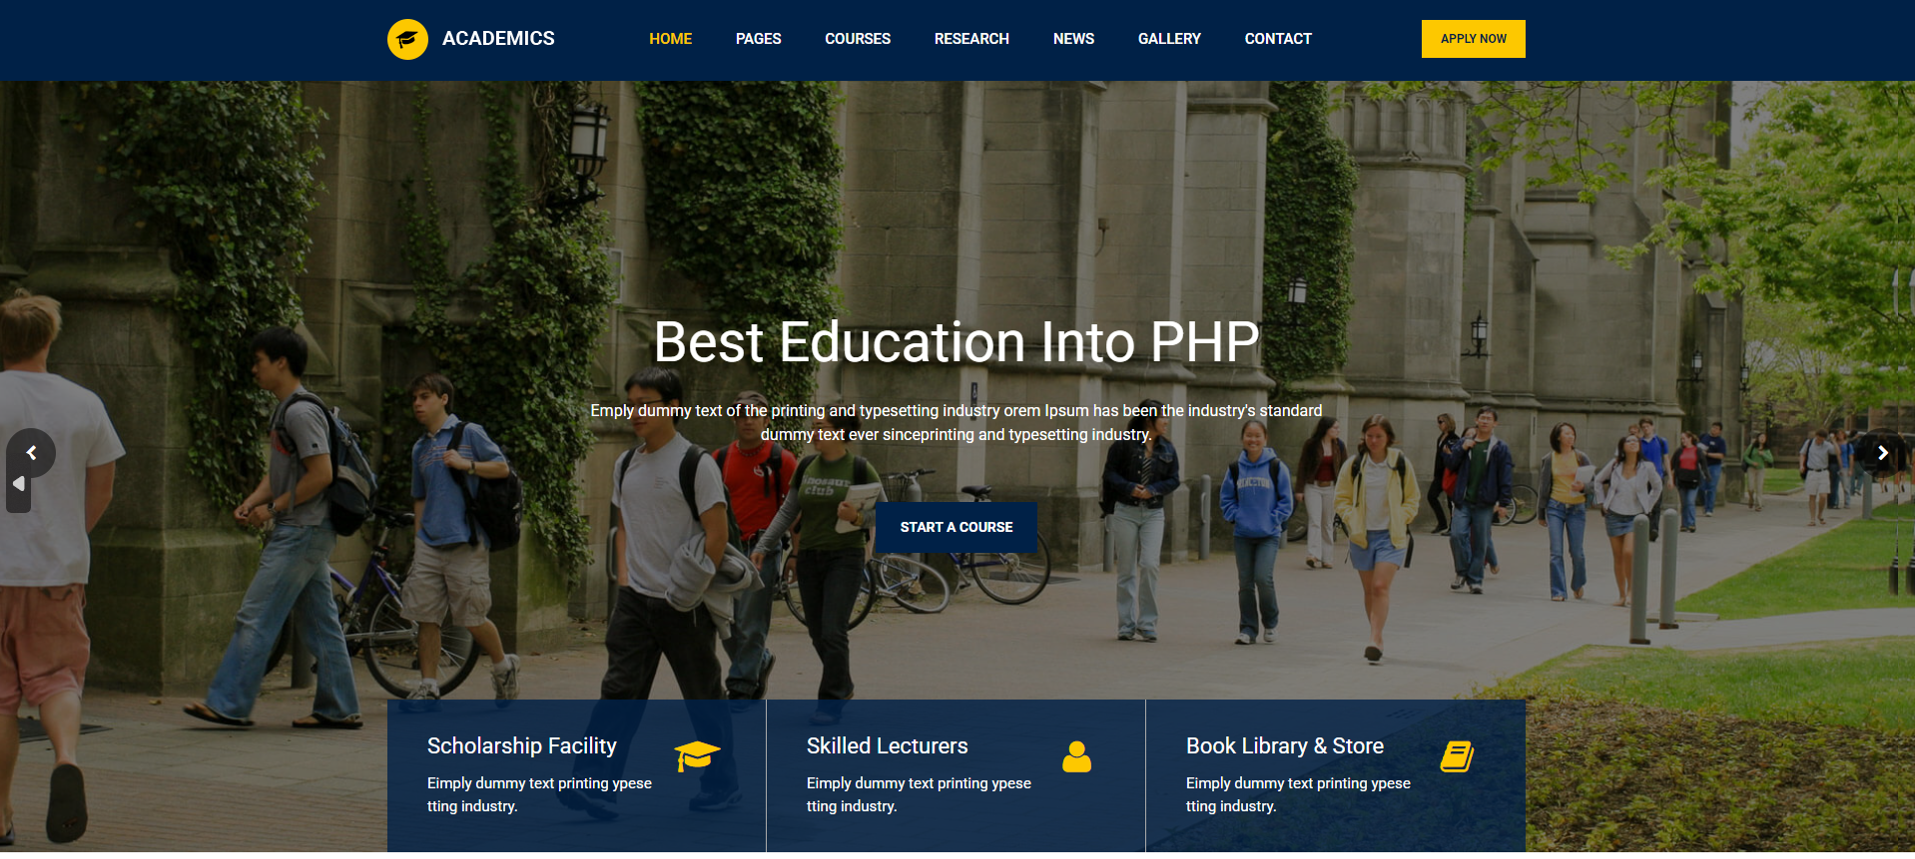 ACADEMICS
HOME PAGES COURSES RESEARCH NEWS GALLERY CONTACT
APPLY NOW
Best Education Into PHP
Emply dummy text of the printing and typesetting industry orem Ipsum has been the industry's standard
dummy text ever sinceprinting and typesetting industry.
PRINCETON
club
START A COURSE
Scholarship Facility
Eimply dummy text printing ypese
tting industry.
Skilled Lecturers
Eimply dummy text printing ypese
tting industry.
Book Library & Store
Eimply dummy text printing ypese
tting industry.